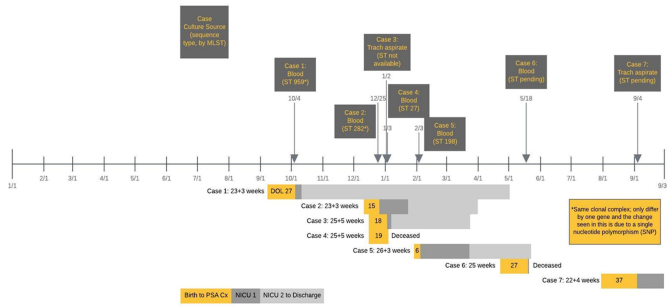 Case
Culture Source
(sequence
type, by MLST)
Case 1:
Blood
(ST 959*)
10/4
Case 3:
Trach aspirate
(ST not
available)
1/2
12/25
Case 2:
Blood
(ST 282*)
Case 4:
Blood
(ST 27)
1/3
2/3
Case 5:
Blood
(ST 198)
Case 6:
Blood
(ST pending)
5/18
Case 7:
Trach aspirate
(ST pending)
9/4
1/1
2/1
3/1
4/1
5/1
6/1
7/1
8/1
9/1
10/1
11/1
12/1
1/1
2/1
3/1
4/1
5/1
6/1
7/1
8/1
9/3
Case 1: 23+3 weeks DOL 27
Case 2: 23+3 weeks 15
Case 3: 25+5 weeks 18
Case 4: 25+5 weeks 19 Deceased
Case 5: 26+3 weeks 6
Case 6: 25 weeks 27 Deceased
Case 7: 22+4 weeks 37
*Same clonal complex; only differ
by one gene and the change
seen in this is due to a single
nucleotide polymorphism (SNP)
Birth to PSA Cx NICU 1 NICU 2 to Discharge